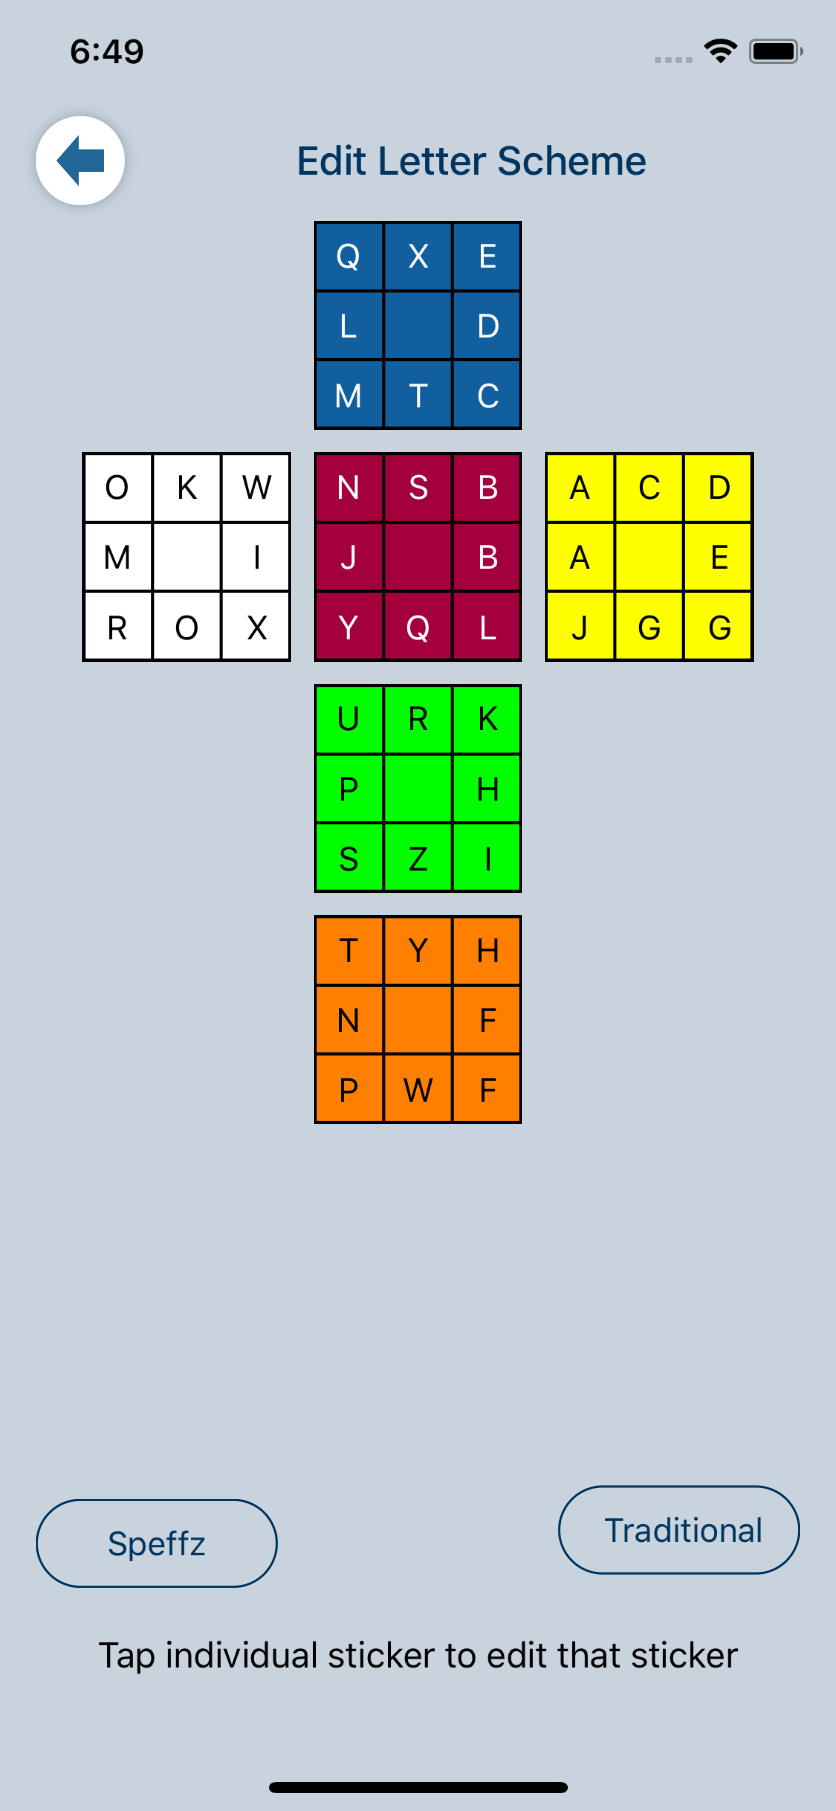 6:49
Edit Letter Scheme
Q X E
L D
M T C
O K W N S B A C D
M I J B A E
R O X Y Q L J G G
U R K
P H
S Z I
T Y H
N F
P W F
Speffz Traditional
Tap individual sticker to edit that sticker